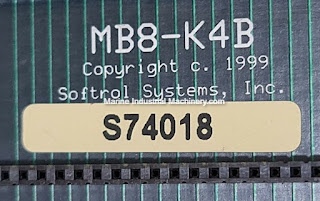 MB8-K4B
Copyright c. 1999
Softrol Systems, Inc.
Marine Industrial Machinery.com
S74018